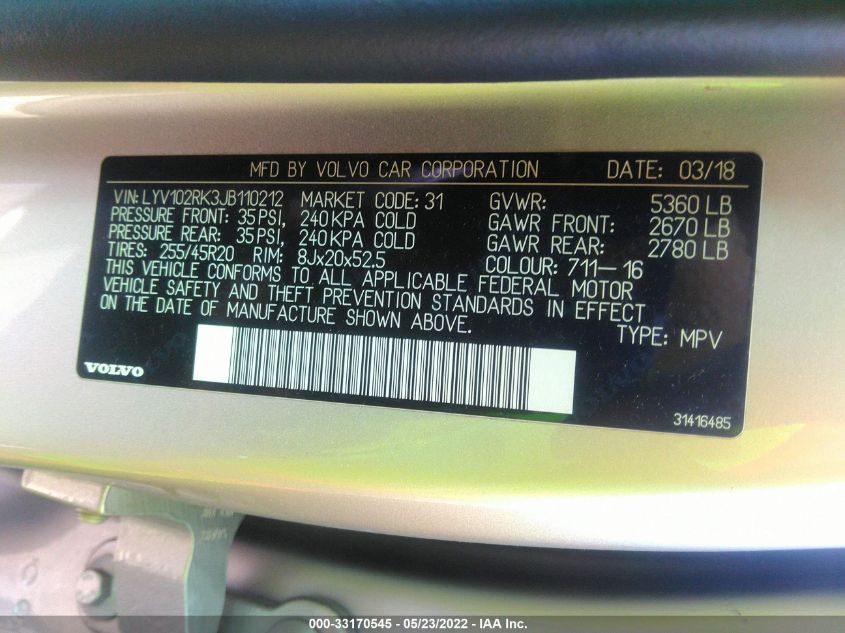 MFD BY VOLVO CAR CORPORATION DATE: 03/18
VIN: LYV102RK3JB110212 MARKET CODE: 31 GVWR: 5360 LB
PRESSURE FRONT: 35 PSI, 240 KPA COLD GAWR FRONT: 2670 LB
PRESSURE REAR: 35 PSI, 240 KPA COLD GAWR REAR: 2780 LB
TIRES: 255/45R20 RIM: 8Jx20x52.5 COLOUR: 711-16
THIS VEHICLE CONFORMS TO ALL APPLICABLE FEDERAL MOTOR
VEHICLE SAFETY AND THEFT PREVENTION STANDARDS IN EFFECT
ON THE DATE OF MANUFACTURE SHOWN ABOVE.
TYPE: MPV
VOLVO
31416485
000-33170545 - 05/23/2022 - IAA Inc.